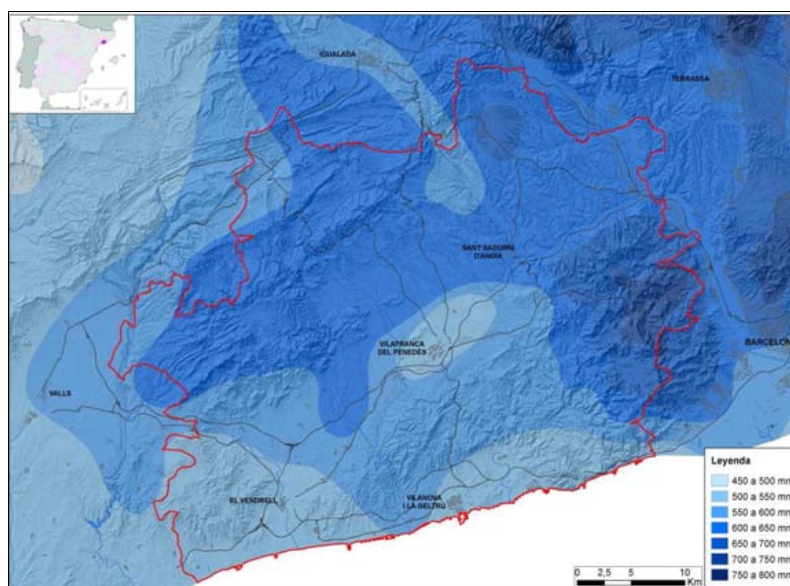 IGUALADA
TERRASSA
SANT SADURNÍ
D'ANOIA
VILAFRANCA
DEL PENEDÈS
BARCELON
VALLS
EL VENDRELL
VILANOVA
I LA GELTRÚ
Leyenda
450 a 500 mm
500 a 550 mm
550 a 600 mm
600 a 650 mm
650 a 700 mm
700 a 750 mm
750 a 800 mm
0 2,5 5 10
Km